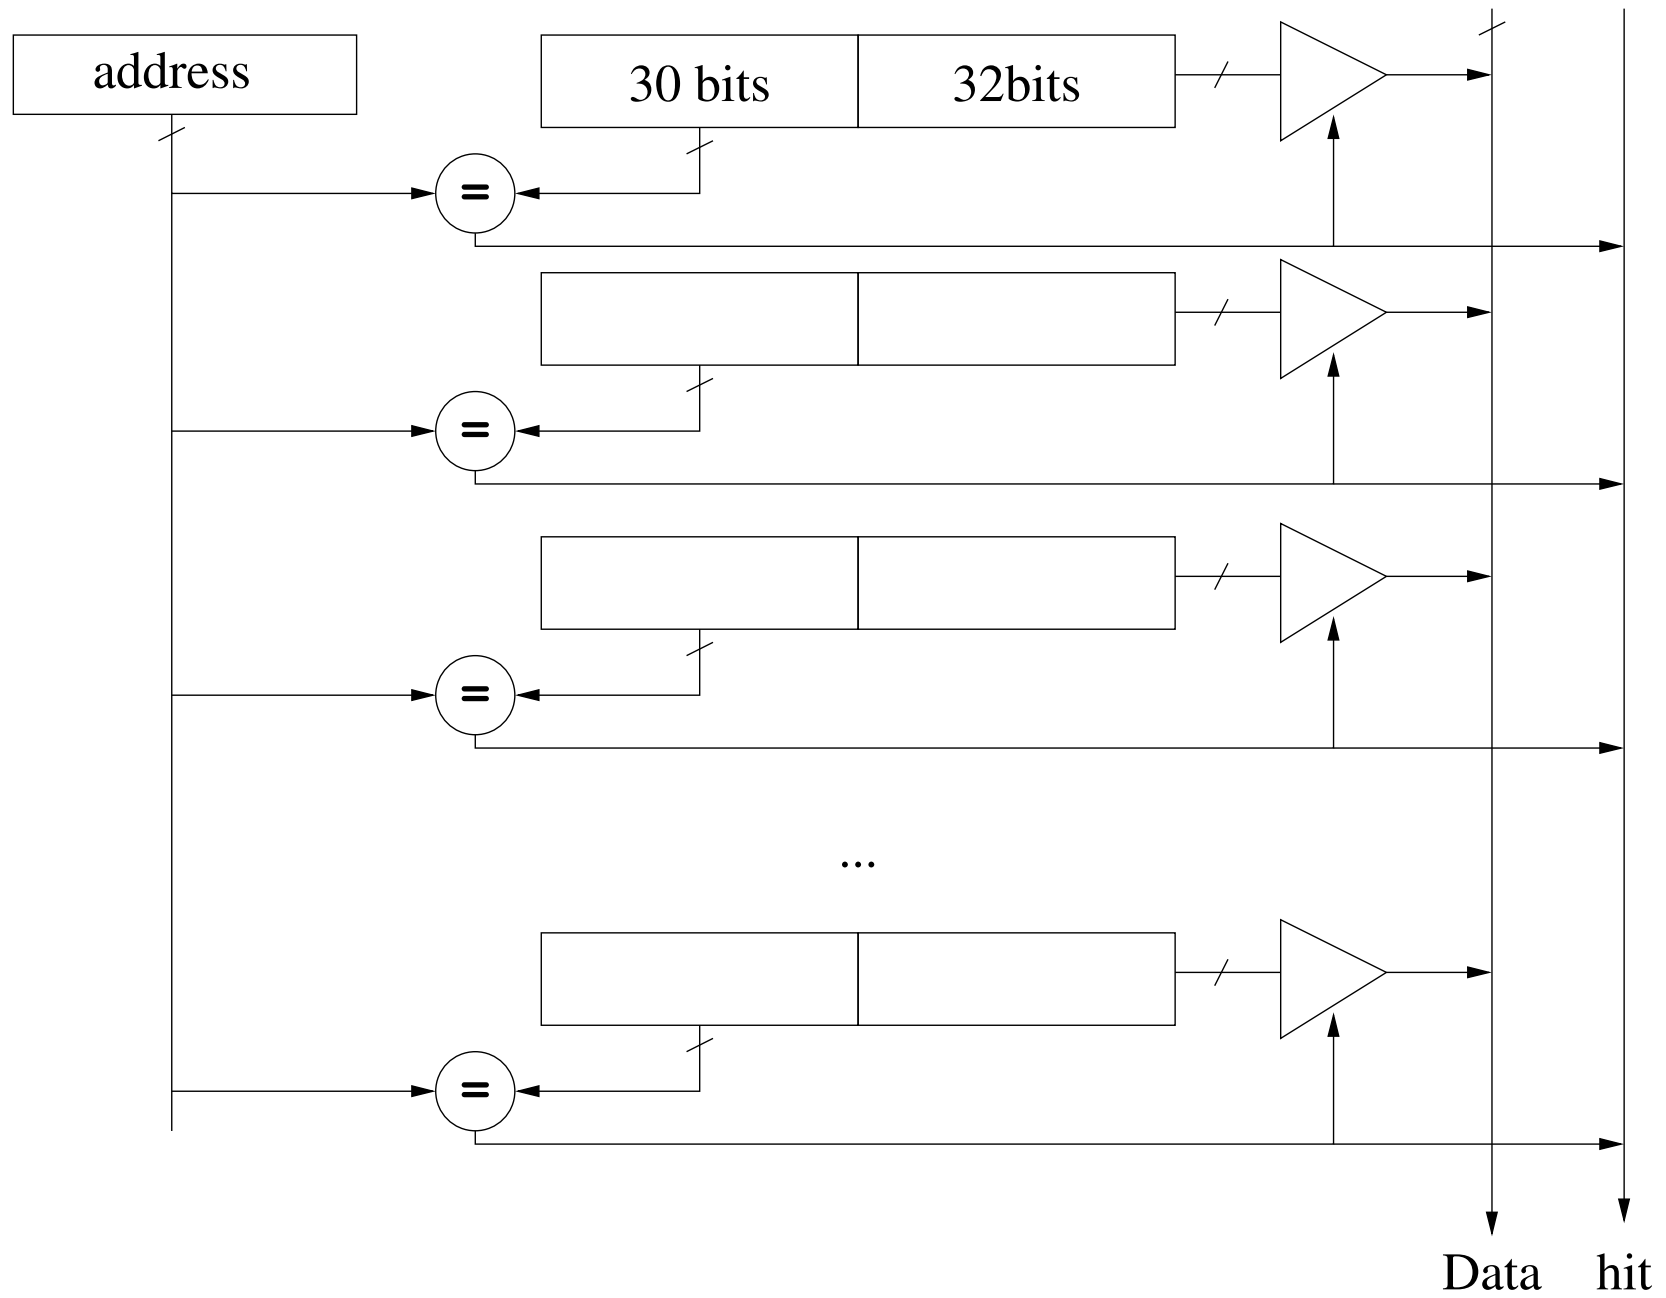 address
30 bits
32bits
=
=
=
...
=
Data
hit